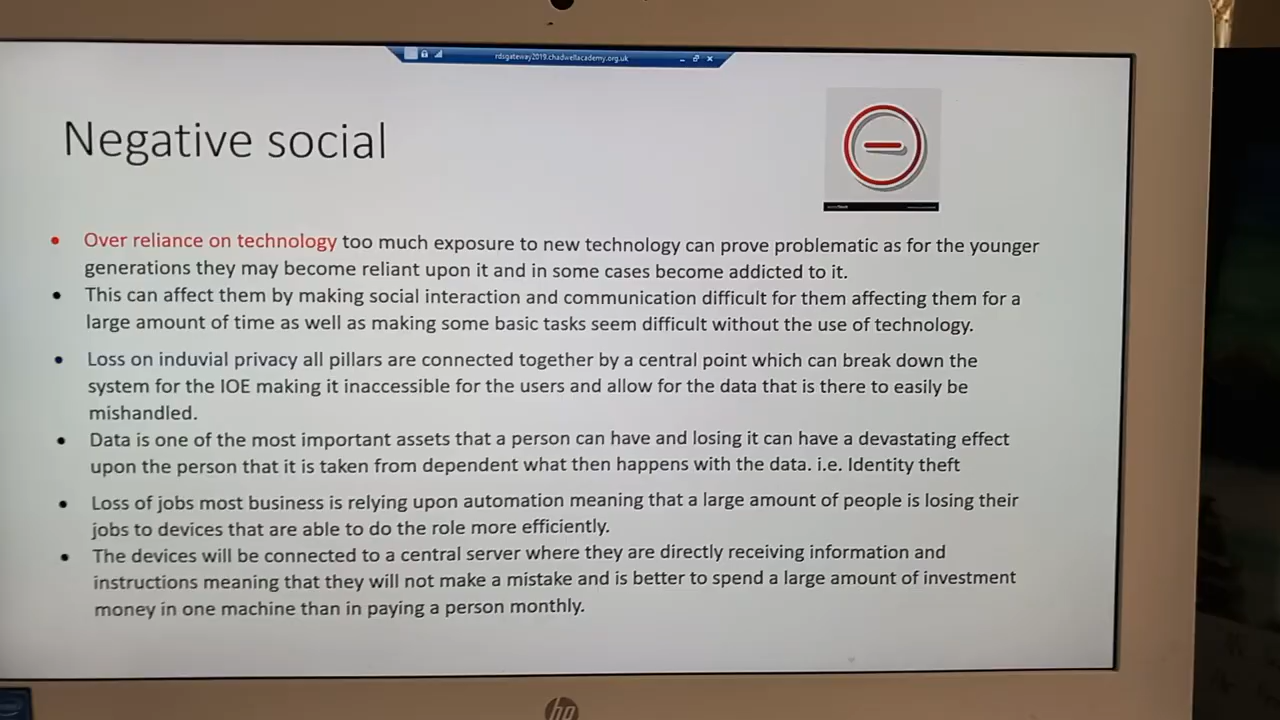 rdsgateway2019.chadwellacademy.org.uk
Negative social
• Over reliance on technology too much exposure to new technology can prove problematic as for the younger
generations they may become reliant upon it and in some cases become addicted to it.
• This can affect them by making social interaction and communication difficult for them affecting them for a
large amount of time as well as making some basic tasks seem difficult without the use of technology.
• Loss on induvial privacy all pillars are connected together by a central point which can break down the
system for the IOE making it inaccessible for the users and allow for the data that is there to easily be
mishandled.
• Data is one of the most important assets that a person can have and losing it can have a devastating effect
upon the person that it is taken from dependent what then happens with the data. i.e. Identity theft
• Loss of jobs most business is relying upon automation meaning that a large amount of people is losing their
jobs to devices that are able to do the role more efficiently.
• The devices will be connected to a central server where they are directly receiving information and
instructions meaning that they will not make a mistake and is better to spend a large amount of investment
money in one machine than in paying a person monthly.
hp